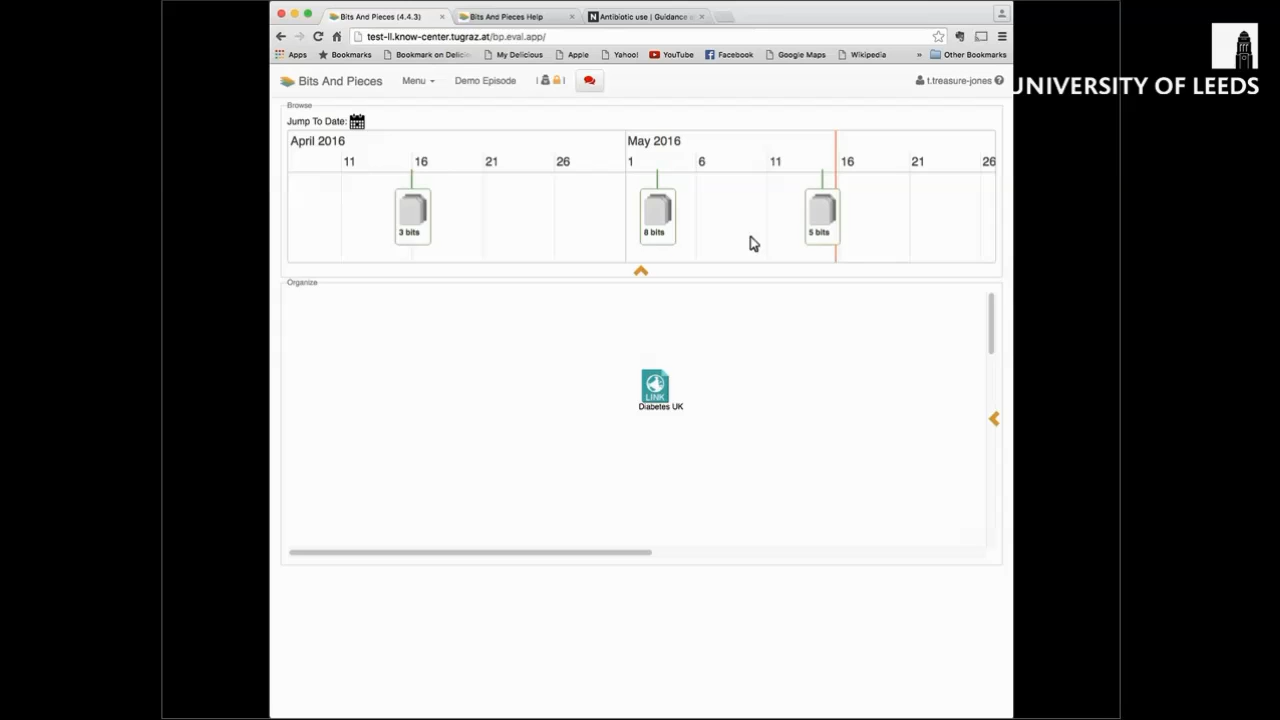 Bits And Pieces (4.4.3)
Bits And Pieces Help
Antibiotic use | Guidance
test-ll.know-center.tugraz.at/bp.eval.app/
Apps
Bookmarks
Bookmark on Delici
My Delicious
Apple
Yahoo!
YouTube
Facebook
Google Maps
Wikipedia
»
Other Bookmarks
Bits And Pieces
Menu
Demo Episode
t.treasure-jones
UNIVERSITY OF LEEDS
Browse
Jump To Date:
April 2016
May 2016
11
16
21
26
1
6
11
16
21
26
3 bits
8 bits
5 bits
Organize
LINK
Diabetes UK